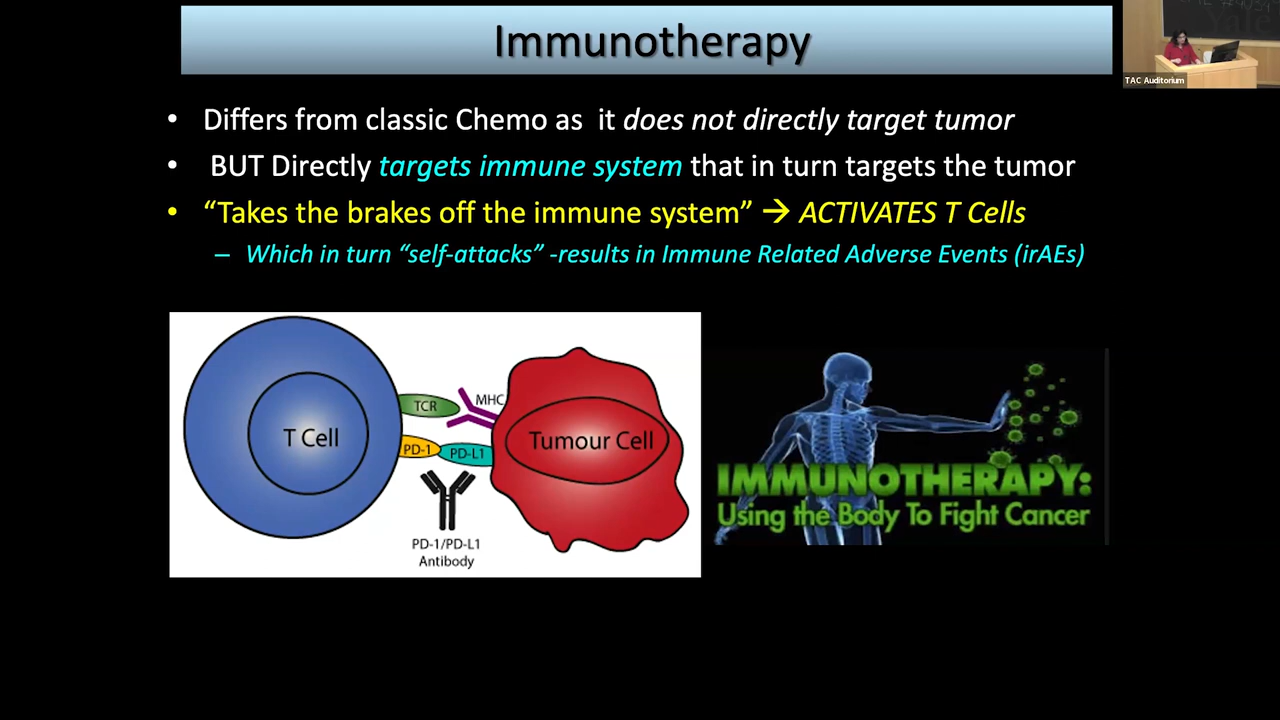 Immunotherapy
TAC Auditorium
• Differs from classic Chemo as it does not directly target tumor
• BUT Directly targets immune system that in turn targets the tumor
• “Takes the brakes off the immune system” → ACTIVATES T Cells
– Which in turn “self-attacks” -results in Immune Related Adverse Events (irAEs)
T Cell
TCR
MHC
PD-1
PD-L1
Tumour Cell
PD-1/PD-L1
Antibody
IMMUNOTHERAPY:
Using the Body To Fight Cancer